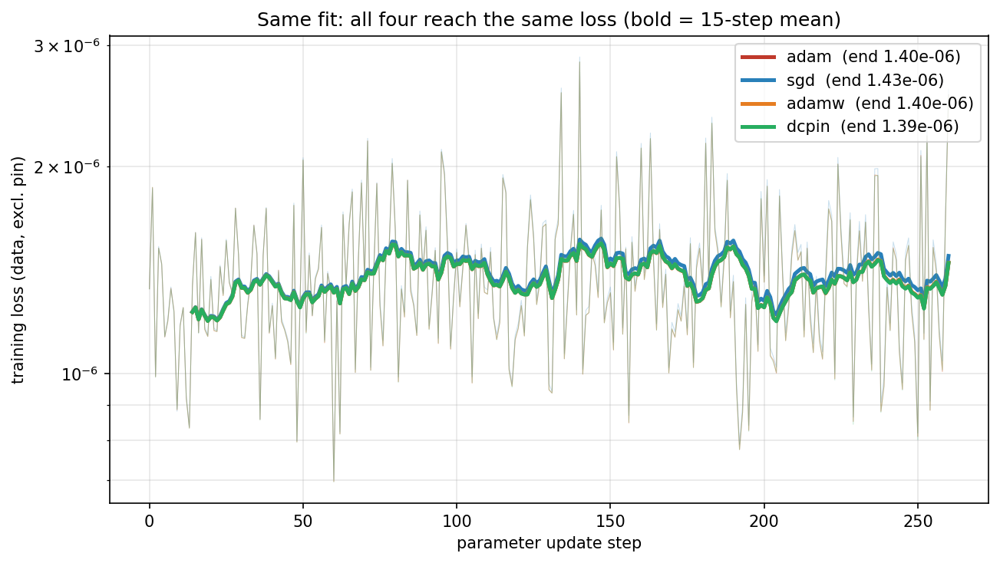 Same fit: all four reach the same loss (bold = 15-step mean)
3 × 10⁻⁶
2 × 10⁻⁶
10⁻⁶
training loss (data, excl. pin)
adam (end 1.40e-06)
sgd (end 1.43e-06)
adamw (end 1.40e-06)
dcpin (end 1.39e-06)
0
50
100
150
200
250
parameter update step